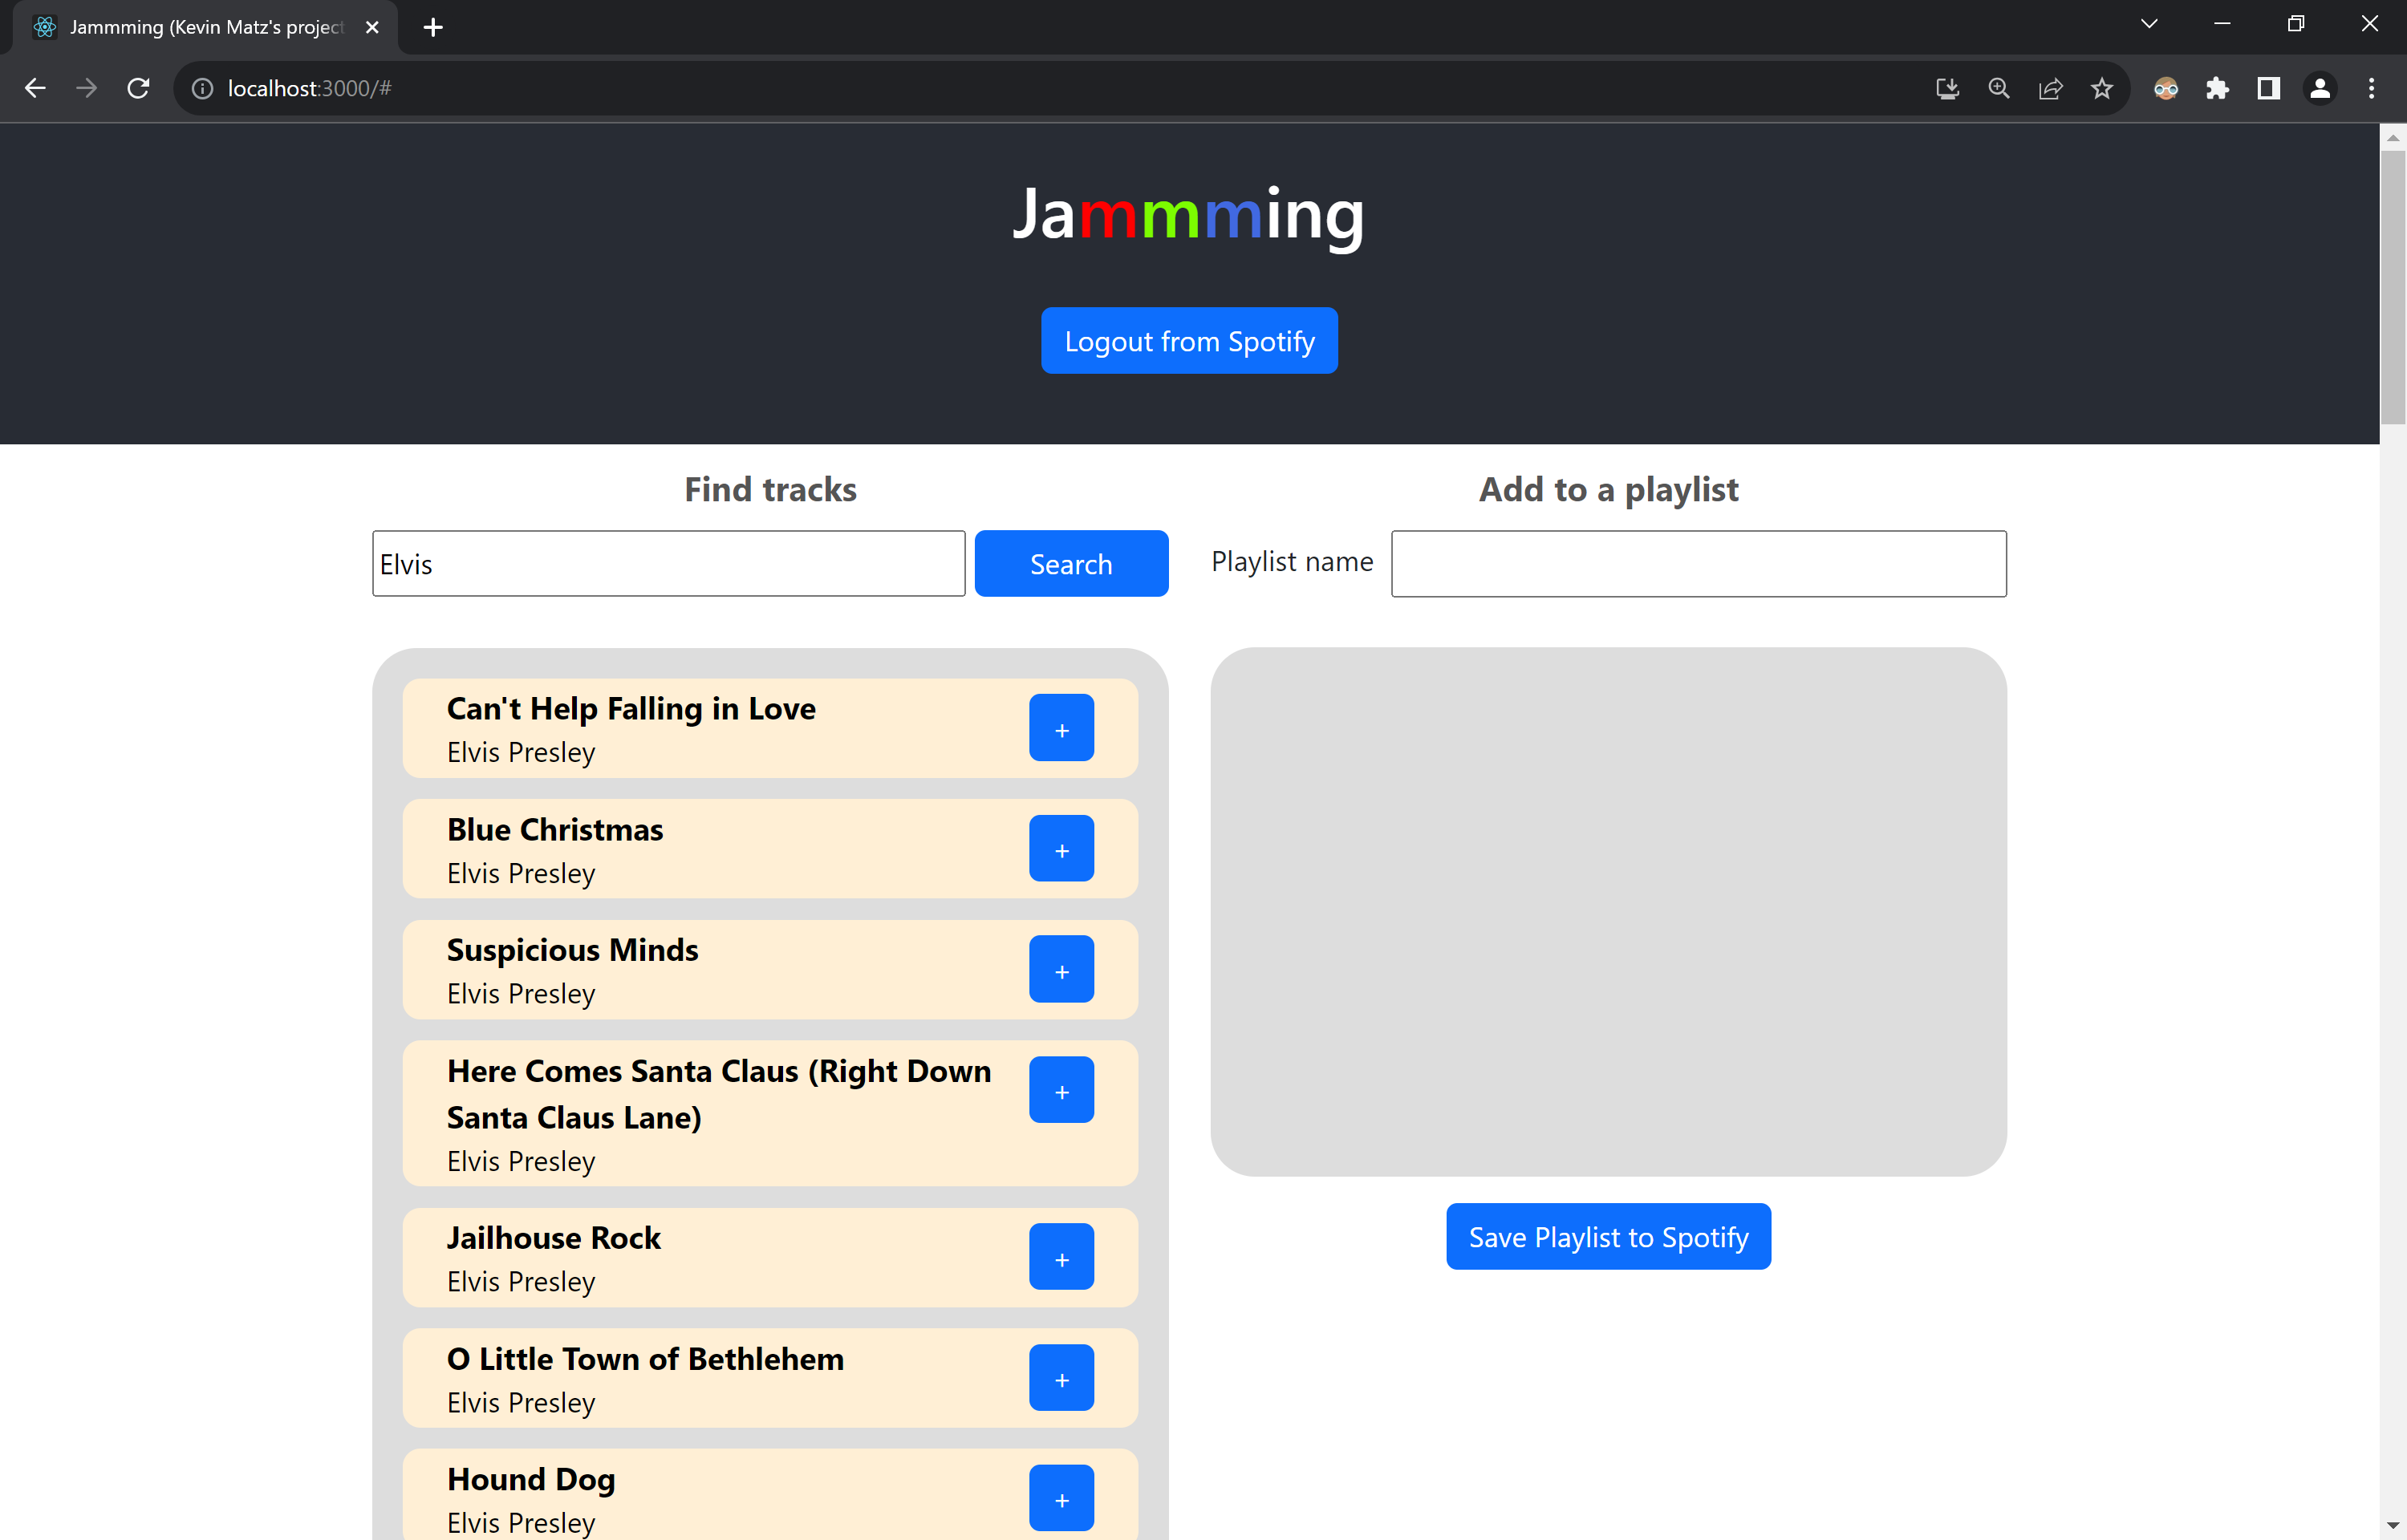 Jammming (Kevin Matz's project
localhost:3000/#
Jammming
Logout from Spotify
Find tracks
Elvis
Search
Can't Help Falling in Love
Elvis Presley
+
Blue Christmas
Elvis Presley
+
Suspicious Minds
Elvis Presley
+
Here Comes Santa Claus (Right Down
Santa Claus Lane)
Elvis Presley
+
Jailhouse Rock
Elvis Presley
+
O Little Town of Bethlehem
Elvis Presley
+
Hound Dog
Elvis Presley
+
Add to a playlist
Playlist name
Save Playlist to Spotify